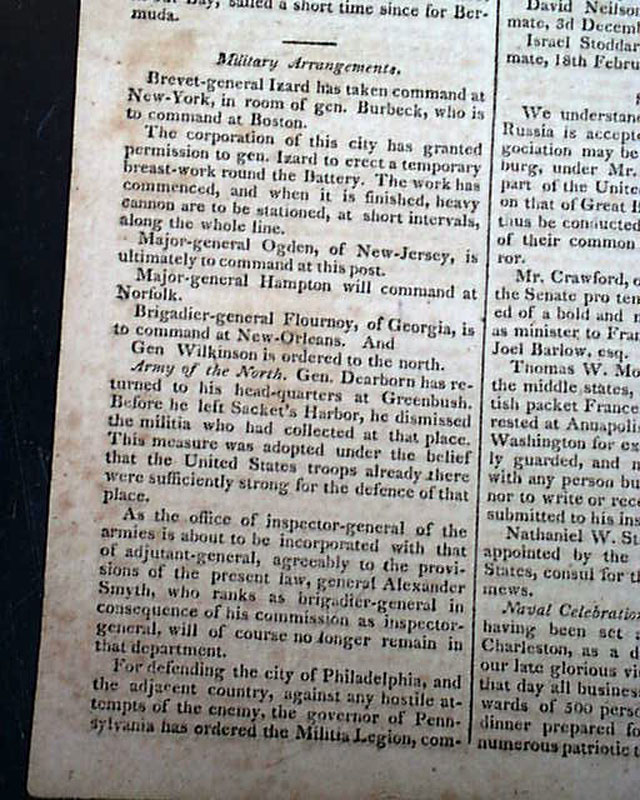 Bay, sailed a short time since for Ber-
muda.
Military Arrangements.
Brevet-general Izard has taken command at
New-York, in room of gen. Burbeck, who is
to command at Boston.
The corporation of this city has granted
permission to gen. Izard to erect a temporary
breast-work round the Battery. The work has
commenced, and when it is finished, heavy
cannon are to be stationed, at short intervals,
along the whole line.
Major-general Ogden, of New-Jersey, is
ultimately to command at this post.
Major-general Hampton will command at
Norfolk.
Brigadier-general Flournoy, of Georgia, is
to command at New-Orleans. And
Gen Wilkinson is ordered to the north.
Army of the North. Gen. Dearborn has re-
turned to his head-quarters at Greenbush.
Before he left Sacket's Harbor, he dismissed
the militia who had collected at that place.
This measure was adopted under the belief
that the United States troops already there
were sufficiently strong for the defence of that
place.
As the office of inspector-general of the
armies is about to be incorporated with that
of adjutant-general, agreeably to the provi-
sions of the present law, general Alexander
Smyth, who ranks as brigadier-general in
consequence of his commission as inspector-
general, will of course no longer remain in
that department.
For defending the city of Philadelphia, and
the adjacent country, against any hostile at-
tempts of the enemy, the governor of Penn-
sylvania has ordered the Militia Legion, com-
David Neilson
mate, 3d Decem
Israel Stoddar
mate, 18th Febru
We understan
Russia is accep
gociation may be
burg, under Mr.
part of the Unite
on that of Great
thus be conducted
of their common
ror.
Mr. Crawford,
the Senate pro ten
ed of a bold and
as minister to Fran
Joel Barlow, esq.
Thomas W. Mo
the middle states,
tish packet France
rested at Annapoli
Washington for ex
ly guarded, and
with any person bu
nor to write or rece
submitted to his ins
Nathaniel W. St
appointed by the
States, consul for t
mews.
Naval Celebration
having been set
Charleston, as a d
our late glorious vi
that day all busines
wards of 500 perso
dinner prepared fo
numerous patriotic t